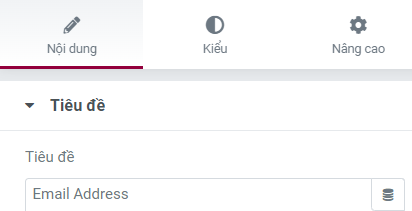 Nội dung Kiểu Nâng cao
Tiêu đề
Tiêu đề
Email Address